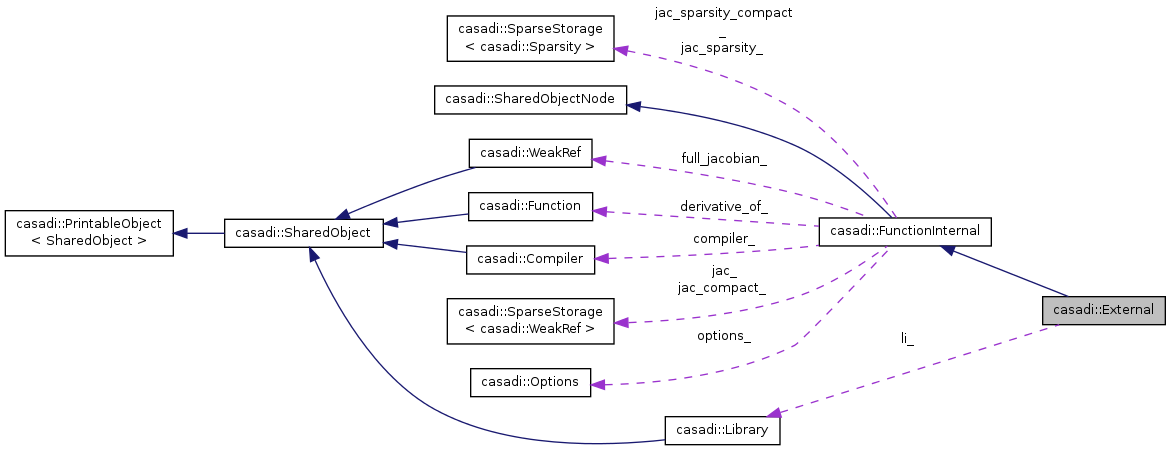 jac_sparsity_compact
_
jac_sparsity_
casadi::SparseStorage
< casadi::Sparsity >
casadi::SharedObjectNode
casadi::WeakRef
full_jacobian_
casadi::Function
derivative_of_
casadi::PrintableObject
< SharedObject >
casadi::SharedObject
casadi::FunctionInternal
compiler_
casadi::Compiler
jac_
jac_compact_
casadi::SparseStorage
< casadi::WeakRef >
casadi::External
options_
li_
casadi::Options
casadi::Library